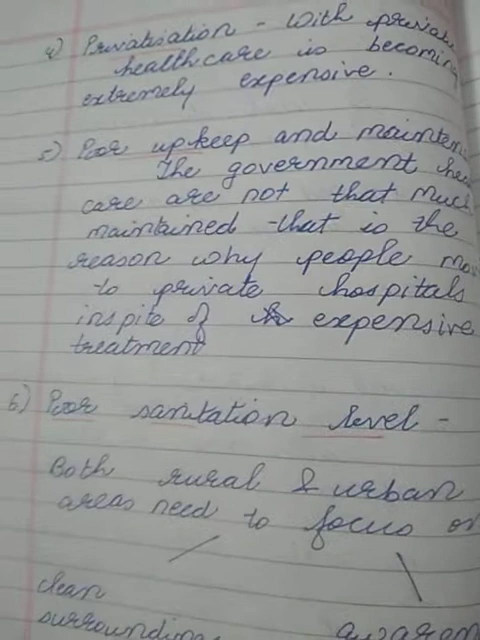 4) Privatisation - With private
healthcare is becoming
extremely expensive.
5) Poor upkeep and mainten
The government hea
care are not that much
maintained that is the
reason why people mo
to private hospitals
inspite of expensive
treatment
6) Poor sanitation level -
Both rural & urban
areas need to focus on
clean
surrounding